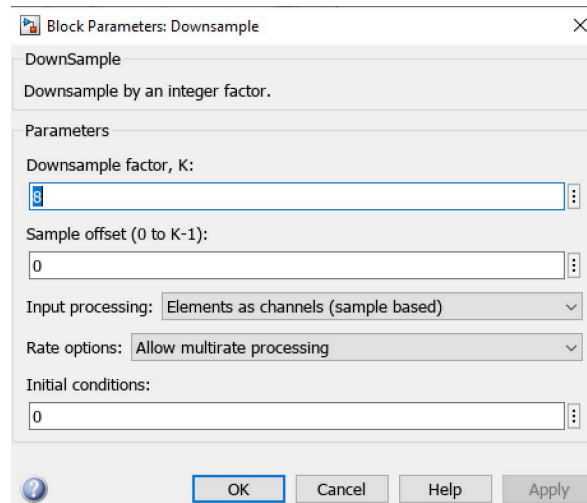 Block Parameters: Downsample
DownSample
Downsample by an integer factor.
Parameters
Downsample factor, K:
8
Sample offset (0 to K-1):
0
Input processing: Elements as channels (sample based)
Rate options: Allow multirate processing
Initial conditions:
0
OK Cancel Help Apply